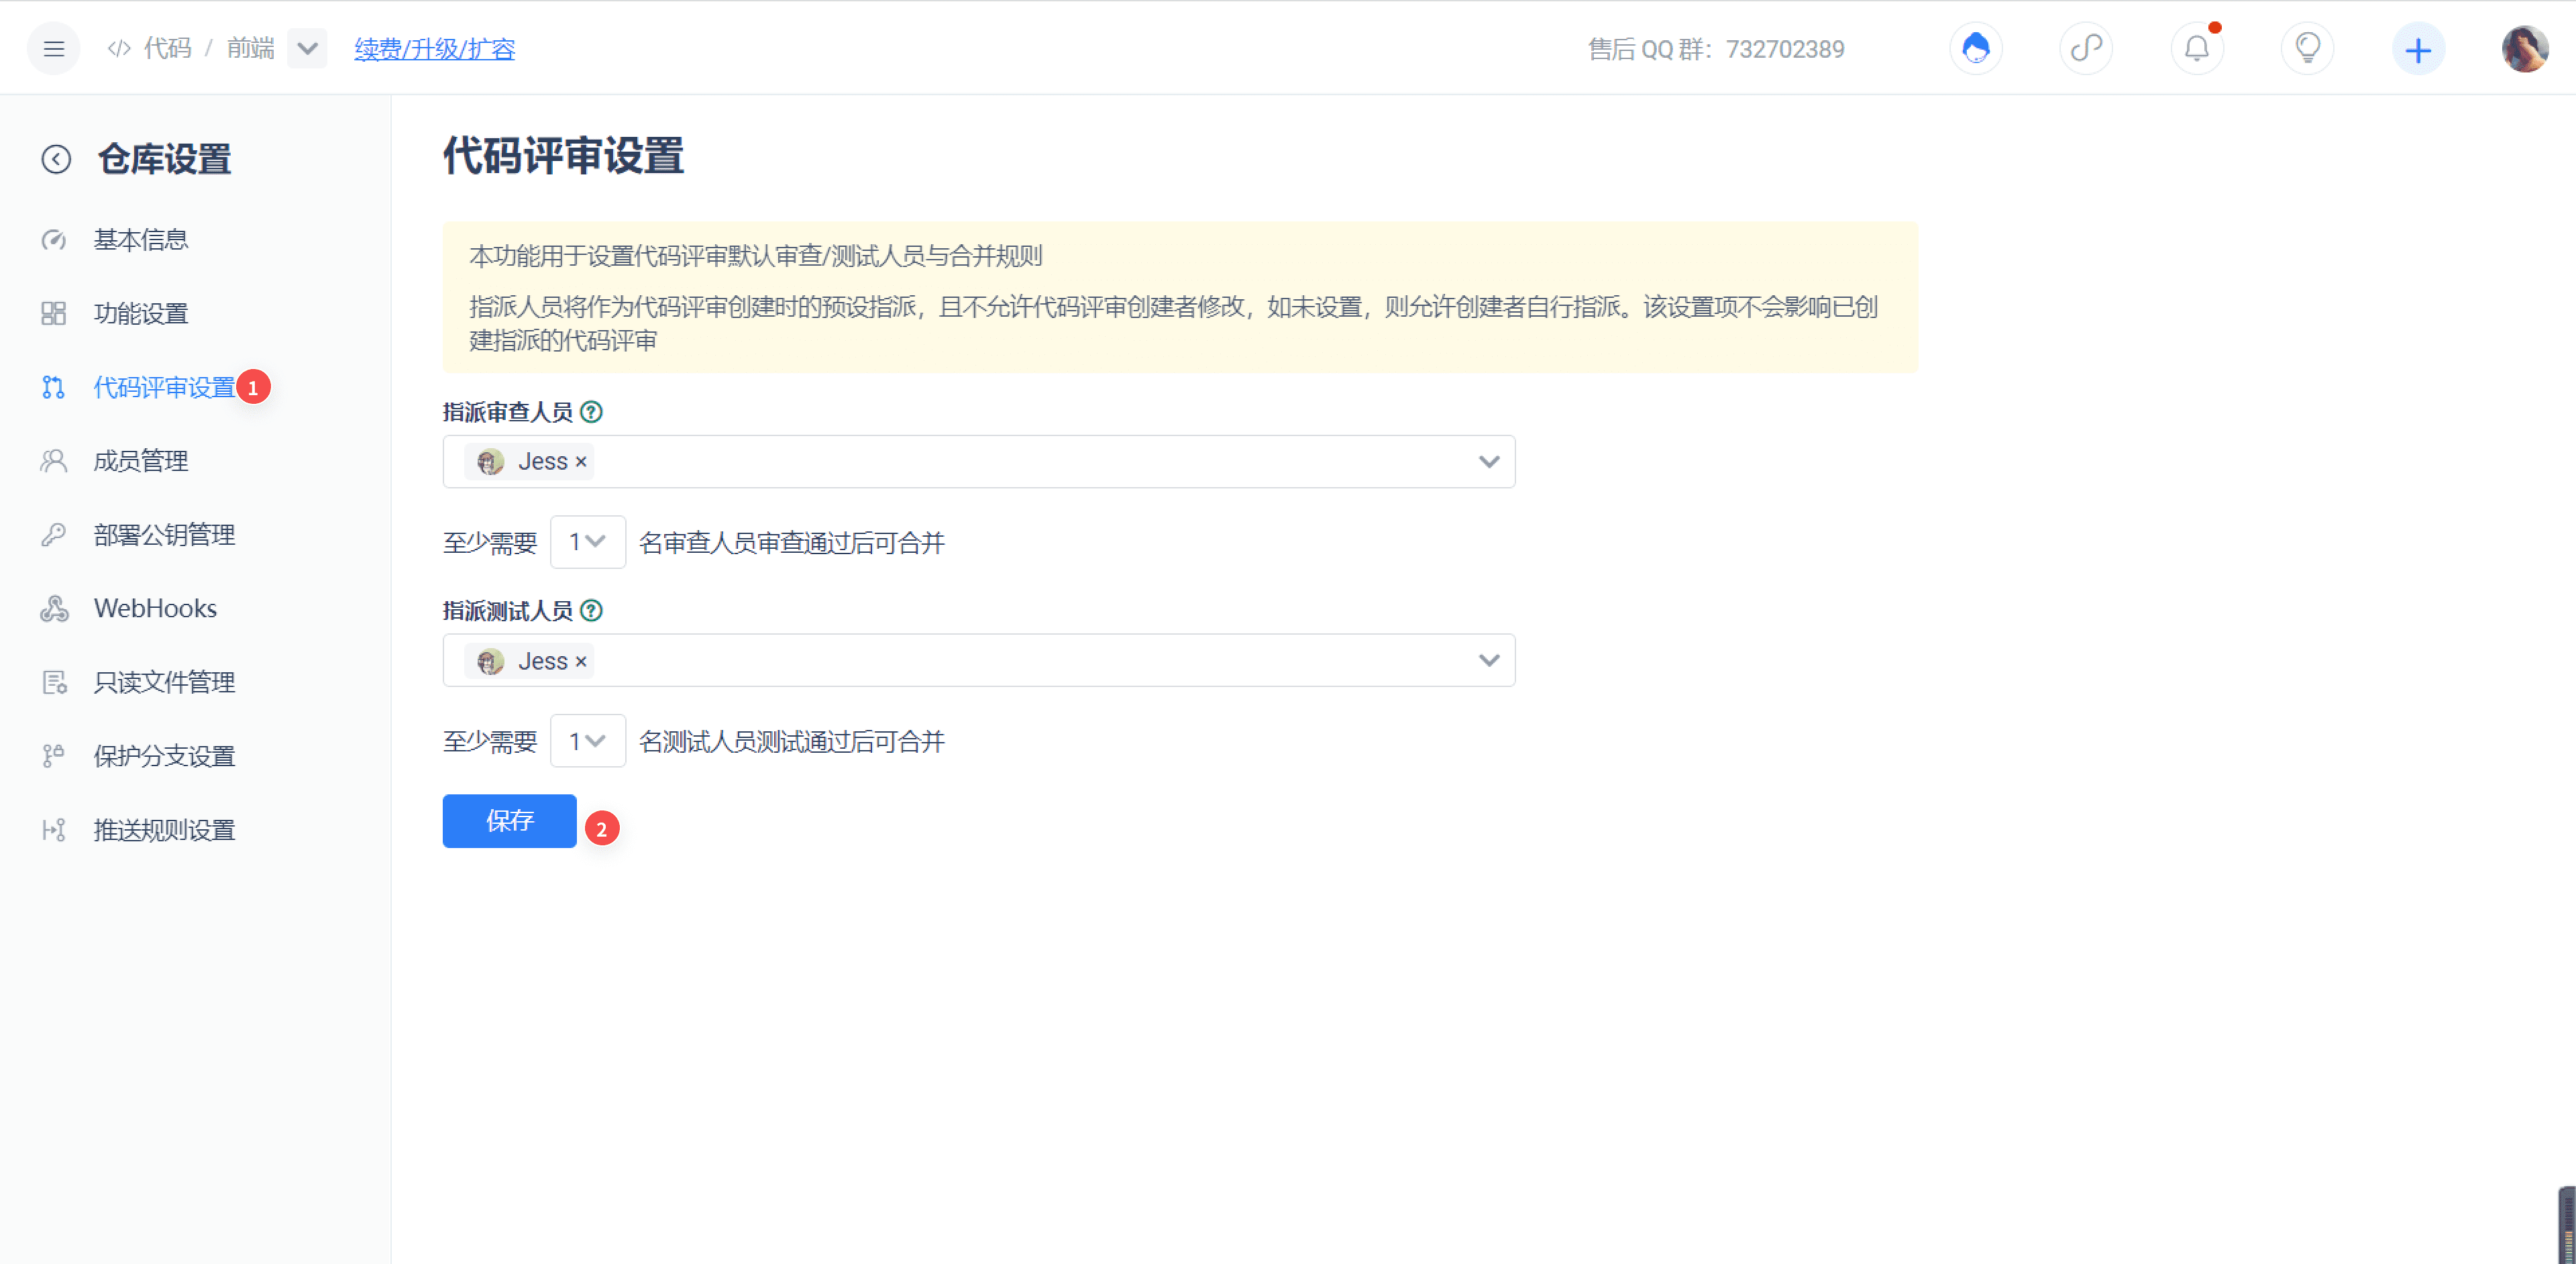 代码 / 前端 续费/升级/扩容 售后 QQ 群：732702389
仓库设置
基本信息
功能设置
代码评审设置 1
成员管理
部署公钥管理
WebHooks
只读文件管理
保护分支设置
推送规则设置
代码评审设置
本功能用于设置代码评审默认审查/测试人员与合并规则
指派人员将作为代码评审创建时的预设指派，且不允许代码评审创建者修改，如未设置，则允许创建者自行指派。该设置项不会影响已创
建指派的代码评审
指派审查人员 ?
Jess ×
至少需要 1 名审查人员审查通过后可合并
指派测试人员 ?
Jess ×
至少需要 1 名测试人员测试通过后可合并
保存 2